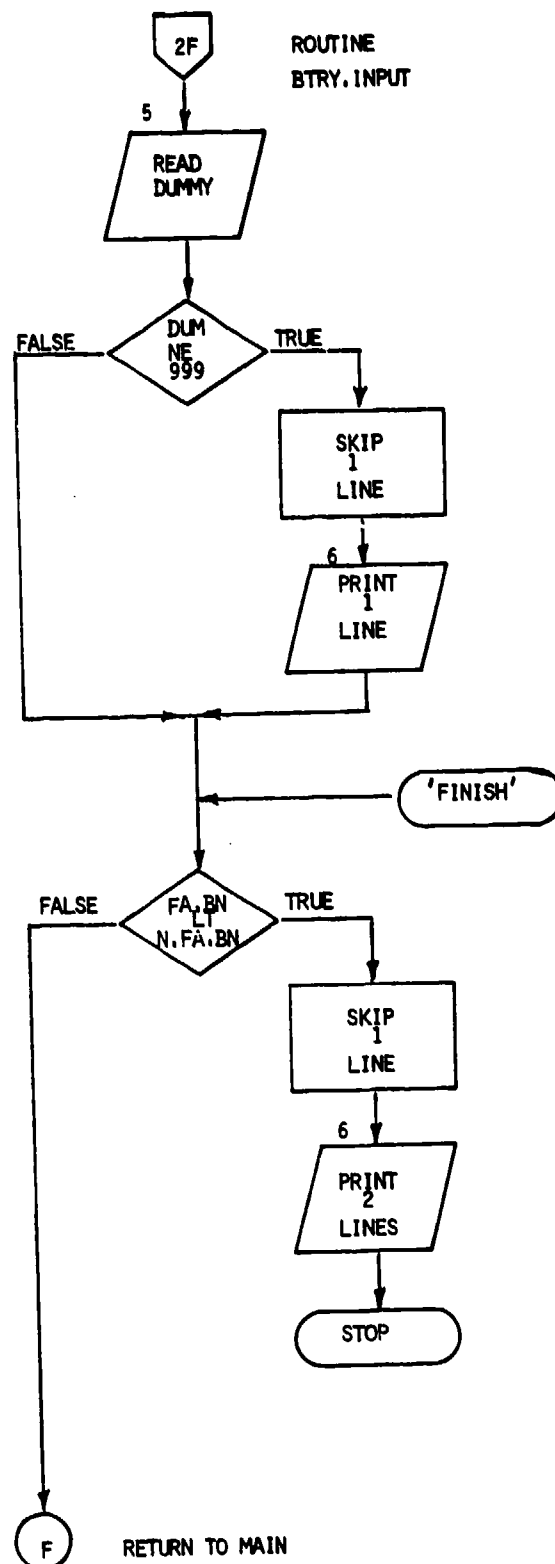 2F
ROUTINE
BTRY.INPUT
5
READ
DUMMY
DUM
NE
999
FALSE
TRUE
SKIP
1
LINE
6
PRINT
1
LINE
'FINISH'
FALSE
TRUE
FA.BN
LT
N.FA.BN
SKIP
1
LINE
6
PRINT
2
LINES
STOP
F
RETURN TO MAIN